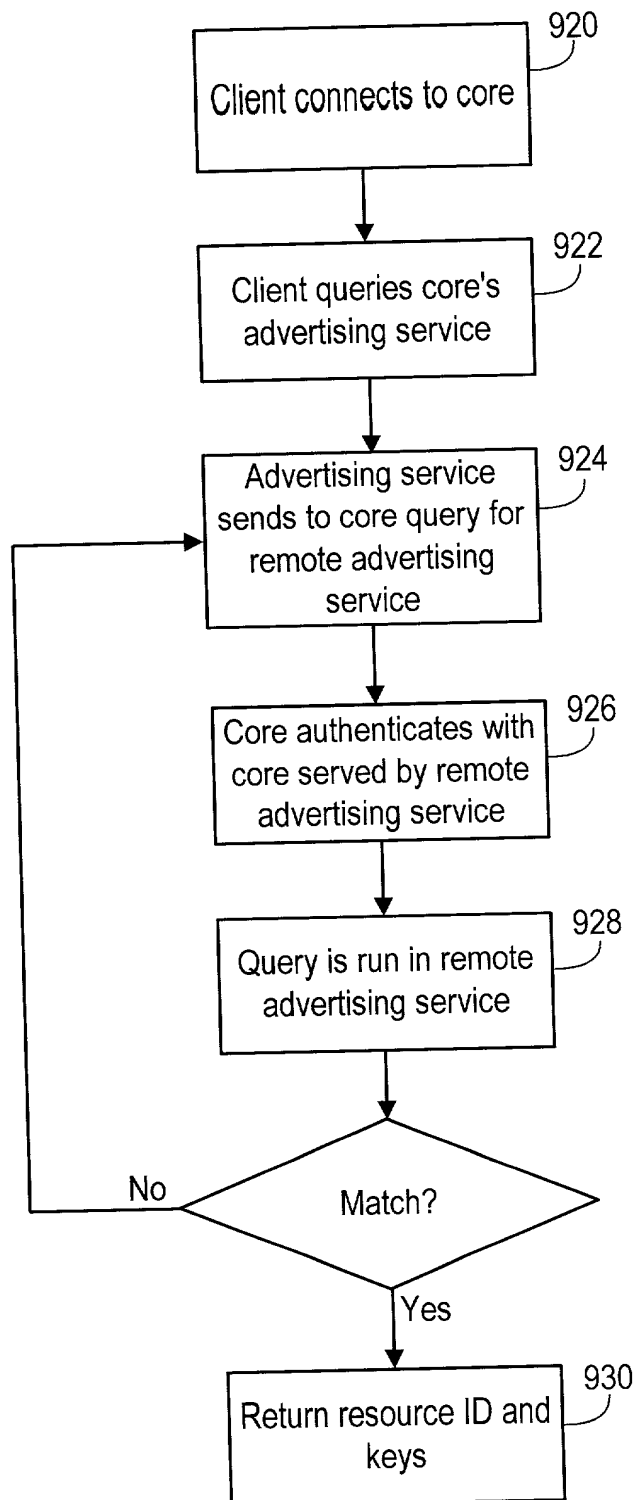 920
Client connects to core
922
Client queries core's
advertising service
924
Advertising service
sends to core query for
remote advertising
service
926
Core authenticates with
core served by remote
advertising service
928
Query is run in remote
advertising service
No
Match?
Yes
930
Return resource ID and
keys